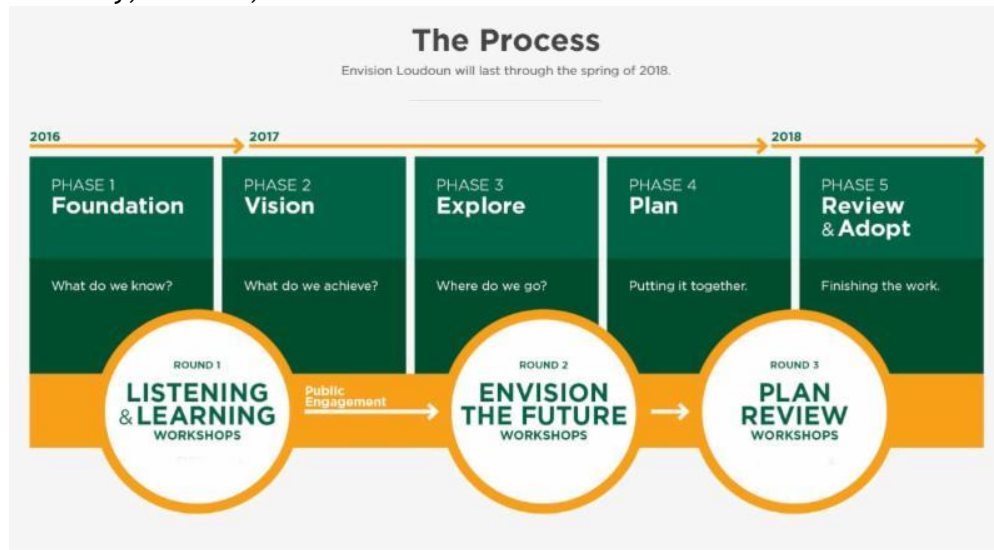 The Process
Envision Loudoun will last through the spring of 2018.
2016
2017
2018
PHASE 1
Foundation
What do we know?
PHASE 2
Vision
What do we achieve?
PHASE 3
Explore
Where do we go?
PHASE 4
Plan
Putting it together.
PHASE 5
Review
& Adopt
Finishing the work.
ROUND 1
LISTENING
& LEARNING
WORKSHOPS
Public
Engagement
ROUND 2
ENVISION
THE FUTURE
WORKSHOPS
ROUND 3
PLAN
REVIEW
WORKSHOPS